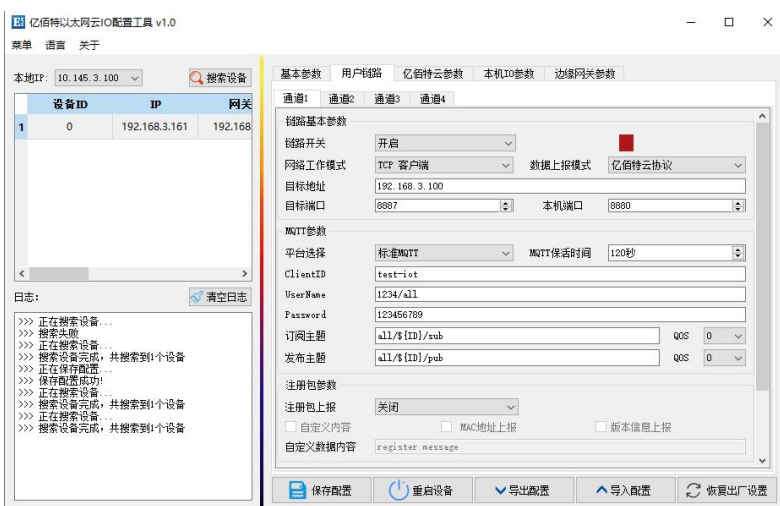 亿佰特以太网云IO配置工具 v1.0
菜单 语言 关于
本地IP: 10.145.3.100 搜索设备
设备ID IP 网关
1 0 192.168.3.161 192.168
日志: 清空日志
>>> 正在搜索设备...
>>> 搜索失败
>>> 正在搜索设备...
>>> 搜索设备完成，共搜索到1个设备
>>> 正在保存配置...
>>> 保存配置成功!
>>> 正在搜索设备...
>>> 搜索设备完成，共搜索到1个设备
>>> 正在搜索设备...
>>> 搜索设备完成，共搜索到1个设备
基本参数 用户链路 亿佰特云参数 本机IO参数 边缘网关参数
通道1 通道2 通道3 通道4
链路基本参数
链路开关 开启
网络工作模式 TCP 客户端 数据上报模式 亿佰特云协议
目标地址 192.168.3.100
目标端口 8887 本机端口 8880
MQTT参数
平台选择 标准MQTT MQTT保活时间 120秒
ClientID test-iot
UserName 1234/all
Password 123456789
订阅主题 all/${ID}/sub QOS 0
发布主题 all/${ID}/pub QOS 0
注册包参数
注册包上报 关闭
自定义内容 MAC地址上报 版本信息上报
自定义数据内容 register message
保存配置 重启设备 导出配置 导入配置 恢复出厂设置